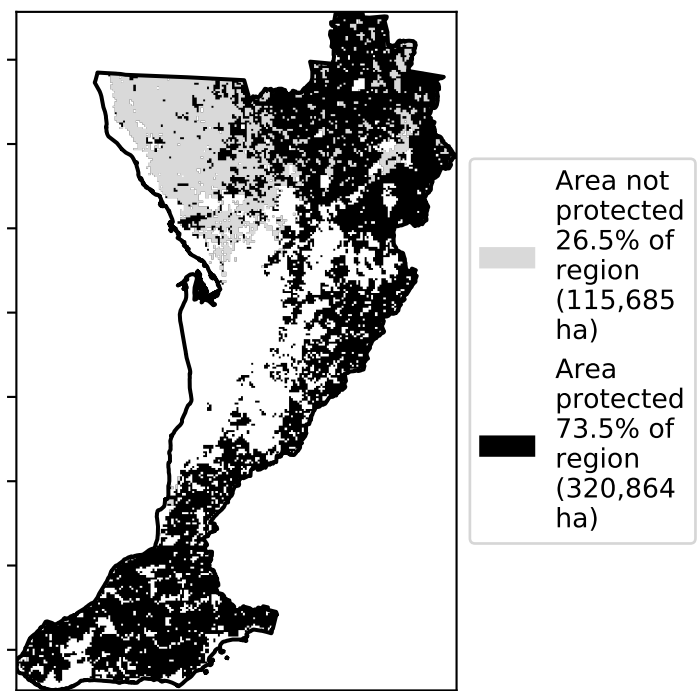 Area not
protected
26.5% of
region
(115,685
ha)
Area
protected
73.5% of
region
(320,864
ha)